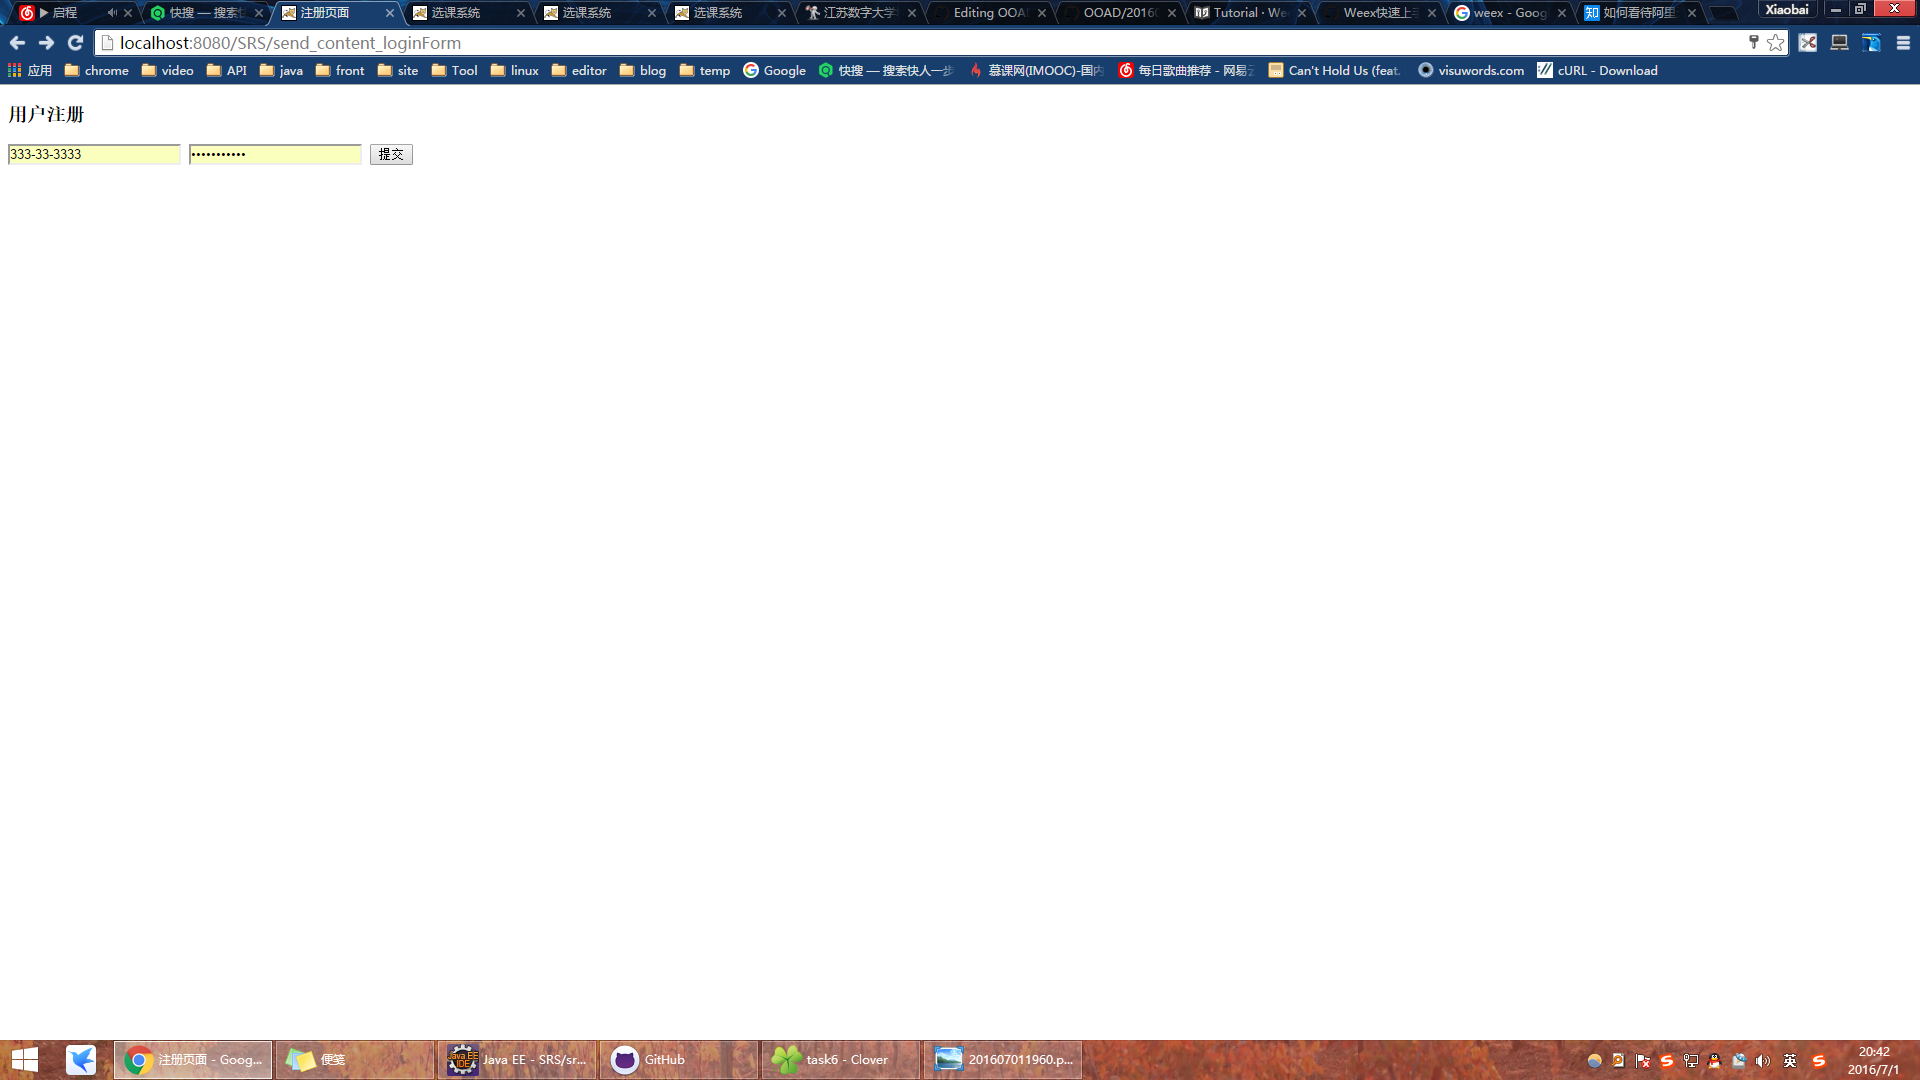 启程
快搜 — 搜索快
注册页面
选课系统
选课系统
选课系统
江苏数字大学
Editing OOA
OOAD/2016
Tutorial · We
Weex快速上手
weex - Goog
如何看待阿里
Xiaobai
localhost:8080/SRS/send_content_loginForm
应用
chrome
video
API
java
front
site
Tool
linux
editor
blog
temp
Google
快搜 — 搜索快人一步
慕课网(IMOOC)-国内
每日歌曲推荐 - 网易云
Can't Hold Us (feat.
visuwords.com
cURL - Download
用户注册
333-33-3333
•••••••••••
提交
注册页面 - Goog...
便笺
Java EE - SRS/sr...
GitHub
task6 - Clover
201607011960.p...
英
20:42
2016/7/1